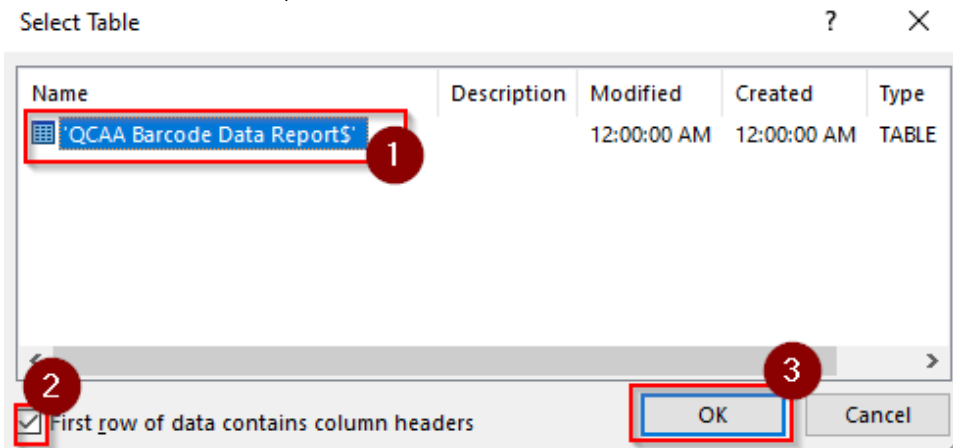 Select Table ? ×
Name Description Modified Created Type
'QCAA Barcode Data Report$' 12:00:00 AM 12:00:00 AM TABLE
1
2
3
First row of data contains column headers OK Cancel